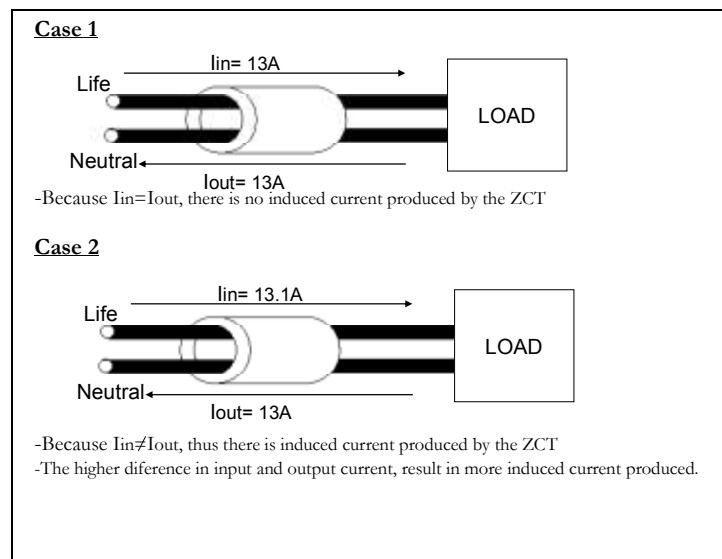 Case 1
Iin= 13A
Life
LOAD
Neutral
Iout= 13A
-Because Iin=Iout, there is no induced current produced by the ZCT
Case 2
Iin= 13.1A
Life
LOAD
Neutral
Iout= 13A
-Because Iin≠Iout, thus there is induced current produced by the ZCT
-The higher diference in input and output current, result in more induced current produced.